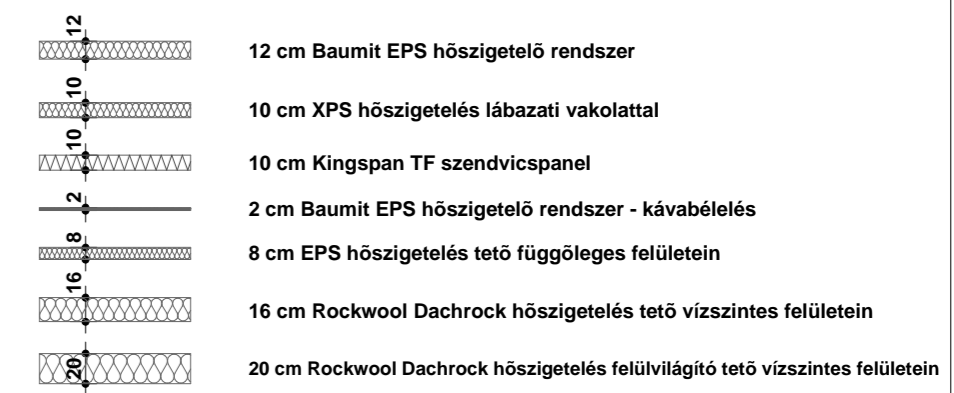 12 12 cm Baumit EPS hõszigetelõ rendszer
10 10 cm XPS hõszigetelés lábazati vakolattal
10 10 cm Kingspan TF szendvicspanel
2 2 cm Baumit EPS hõszigetelõ rendszer - kávabélelés
8 8 cm EPS hõszigetelés tetõ függõleges felületein
16 16 cm Rockwool Dachrock hõszigetelés tetõ vízszintes felületein
20 20 cm Rockwool Dachrock hõszigetelés felülvilágító tetõ vízszintes felületein